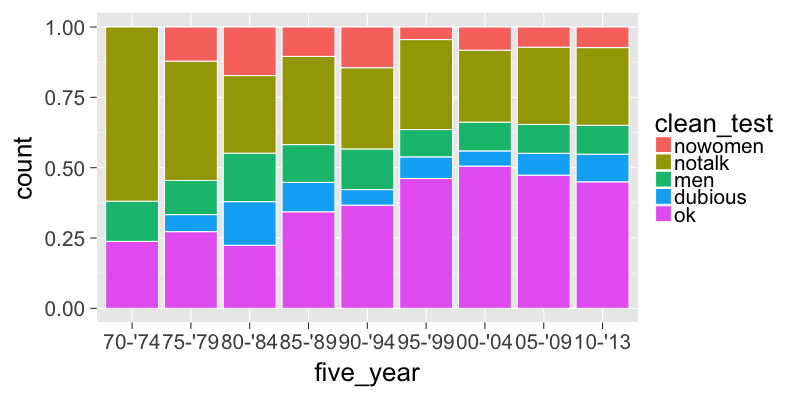 1.00
0.75
0.50
0.25
0.00
count
70-'74 75-'79 80-'84 85-'89 90-'94 95-'99 00-'04 05-'09 10-'13
five_year
clean_test
nowomen
notalk
men
dubious
ok